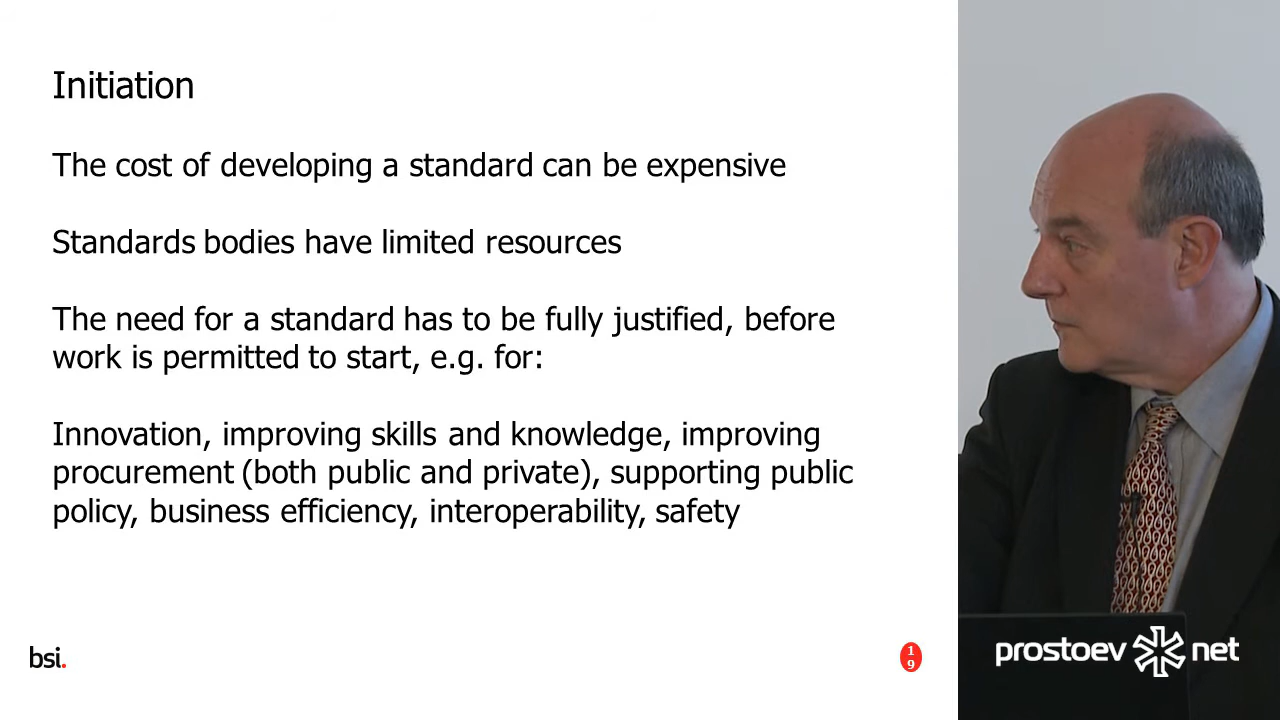 Initiation
The cost of developing a standard can be expensive
Standards bodies have limited resources
The need for a standard has to be fully justified, before
work is permitted to start, e.g. for:
Innovation, improving skills and knowledge, improving
procurement (both public and private), supporting public
policy, business efficiency, interoperability, safety
bsi.
1
9
prostoev net